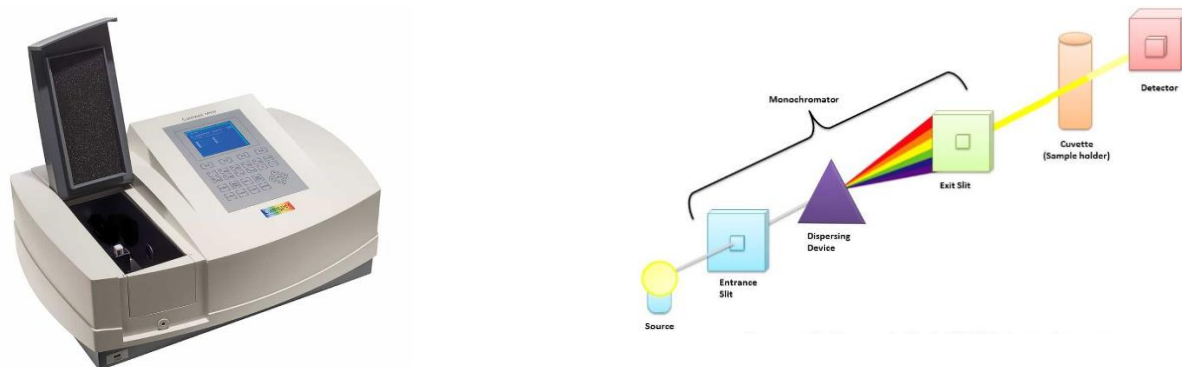 Monochromator
Detector
Cuvette
(Sample holder)
Exit Slit
Dispersing
Device
Entrance
Slit
Source